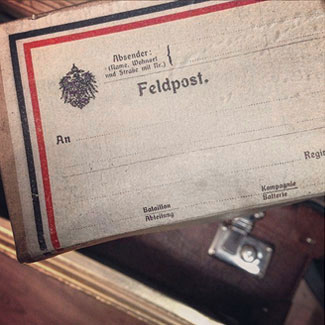 Absender:
(Name, Wohnort
und Straße mit Nr.)
Feldpost.
An
Regi
Bataillon
Abteilung
Kompagnie
Batterie